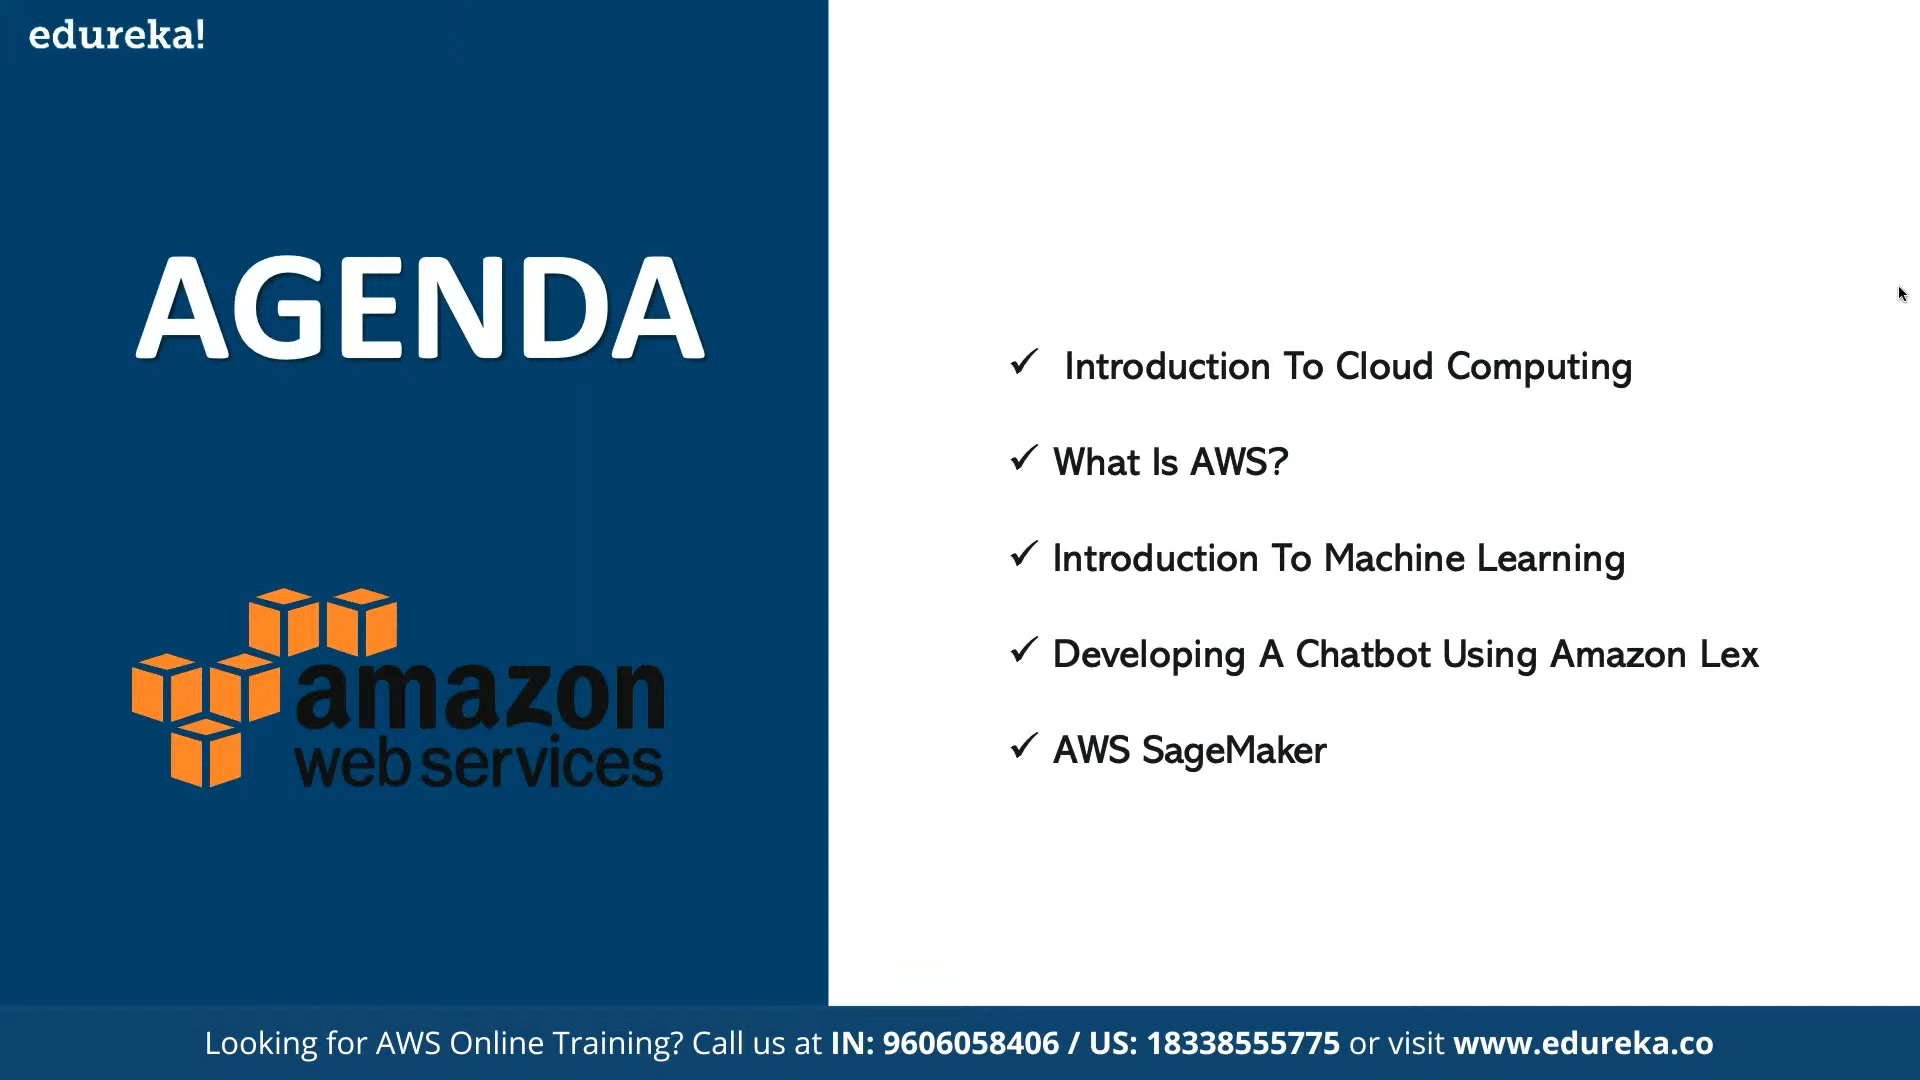 edureka!
AGENDA
amazon
web services
✓ Introduction To Cloud Computing
✓ What Is AWS?
✓ Introduction To Machine Learning
✓ Developing A Chatbot Using Amazon Lex
✓ AWS SageMaker
Looking for AWS Online Training? Call us at IN: 9606058406 / US: 18338555775 or visit www.edureka.co